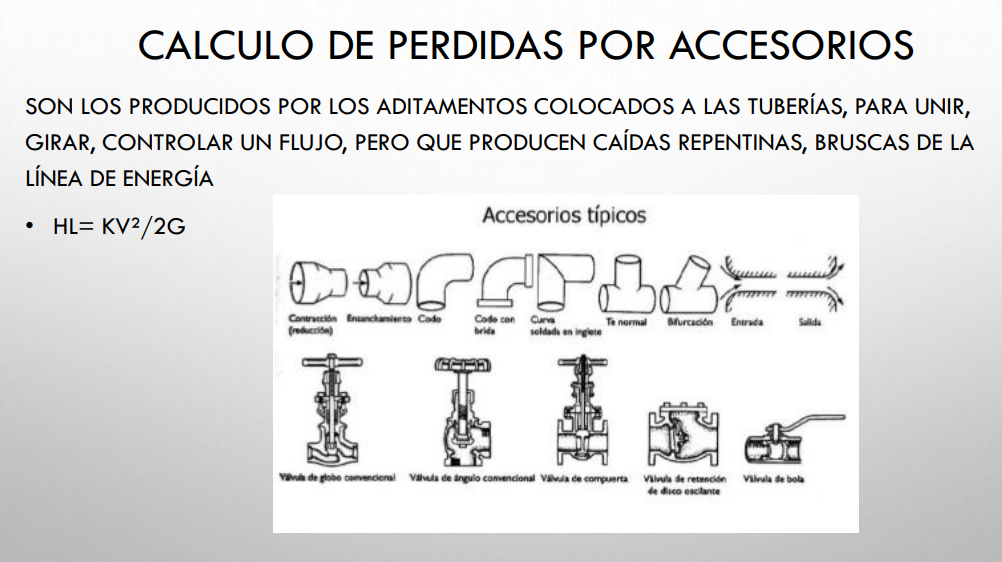 CALCULO DE PERDIDAS POR ACCESORIOS
SON LOS PRODUCIDOS POR LOS ADITAMENTOS COLOCADOS A LAS TUBERÍAS, PARA UNIR,
GIRAR, CONTROLAR UN FLUJO, PERO QUE PRODUCEN CAÍDAS REPENTINAS, BRUSCAS DE LA
LÍNEA DE ENERGÍA
• HL= KV²/2G
Accesorios típicos
Contracción
(reducción)
Ensanchamiento
Codo
Codo con
brida
Curva
soldada en inglete
Te normal
Bifurcación
Entrada
Salida
Válvula de globo convencional
Válvula de ángulo convencional
Válvula de compuerta
Válvula de retención
de disco oscilante
Válvula de bola